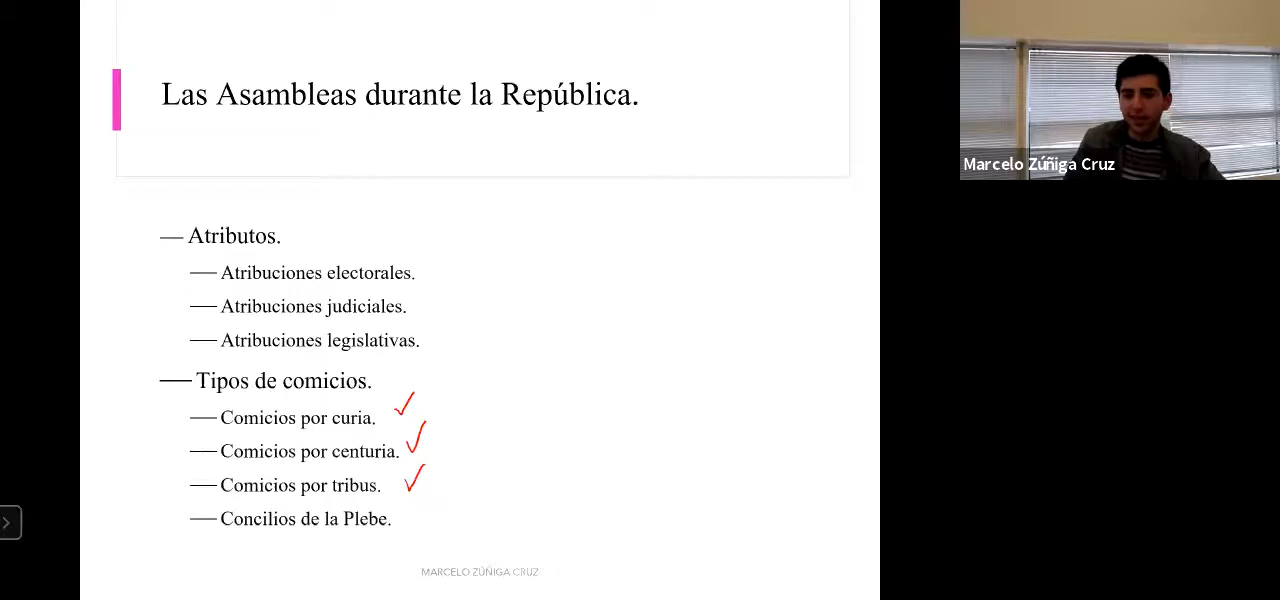 Las Asambleas durante la República.
Marcelo Zúñiga Cruz
— Atributos.
— Atribuciones electorales.
— Atribuciones judiciales.
— Atribuciones legislativas.
— Tipos de comicios.
— Comicios por curia.
— Comicios por centuria.
— Comicios por tribus.
— Concilios de la Plebe.
MARCELO ZÚÑIGA CRUZ